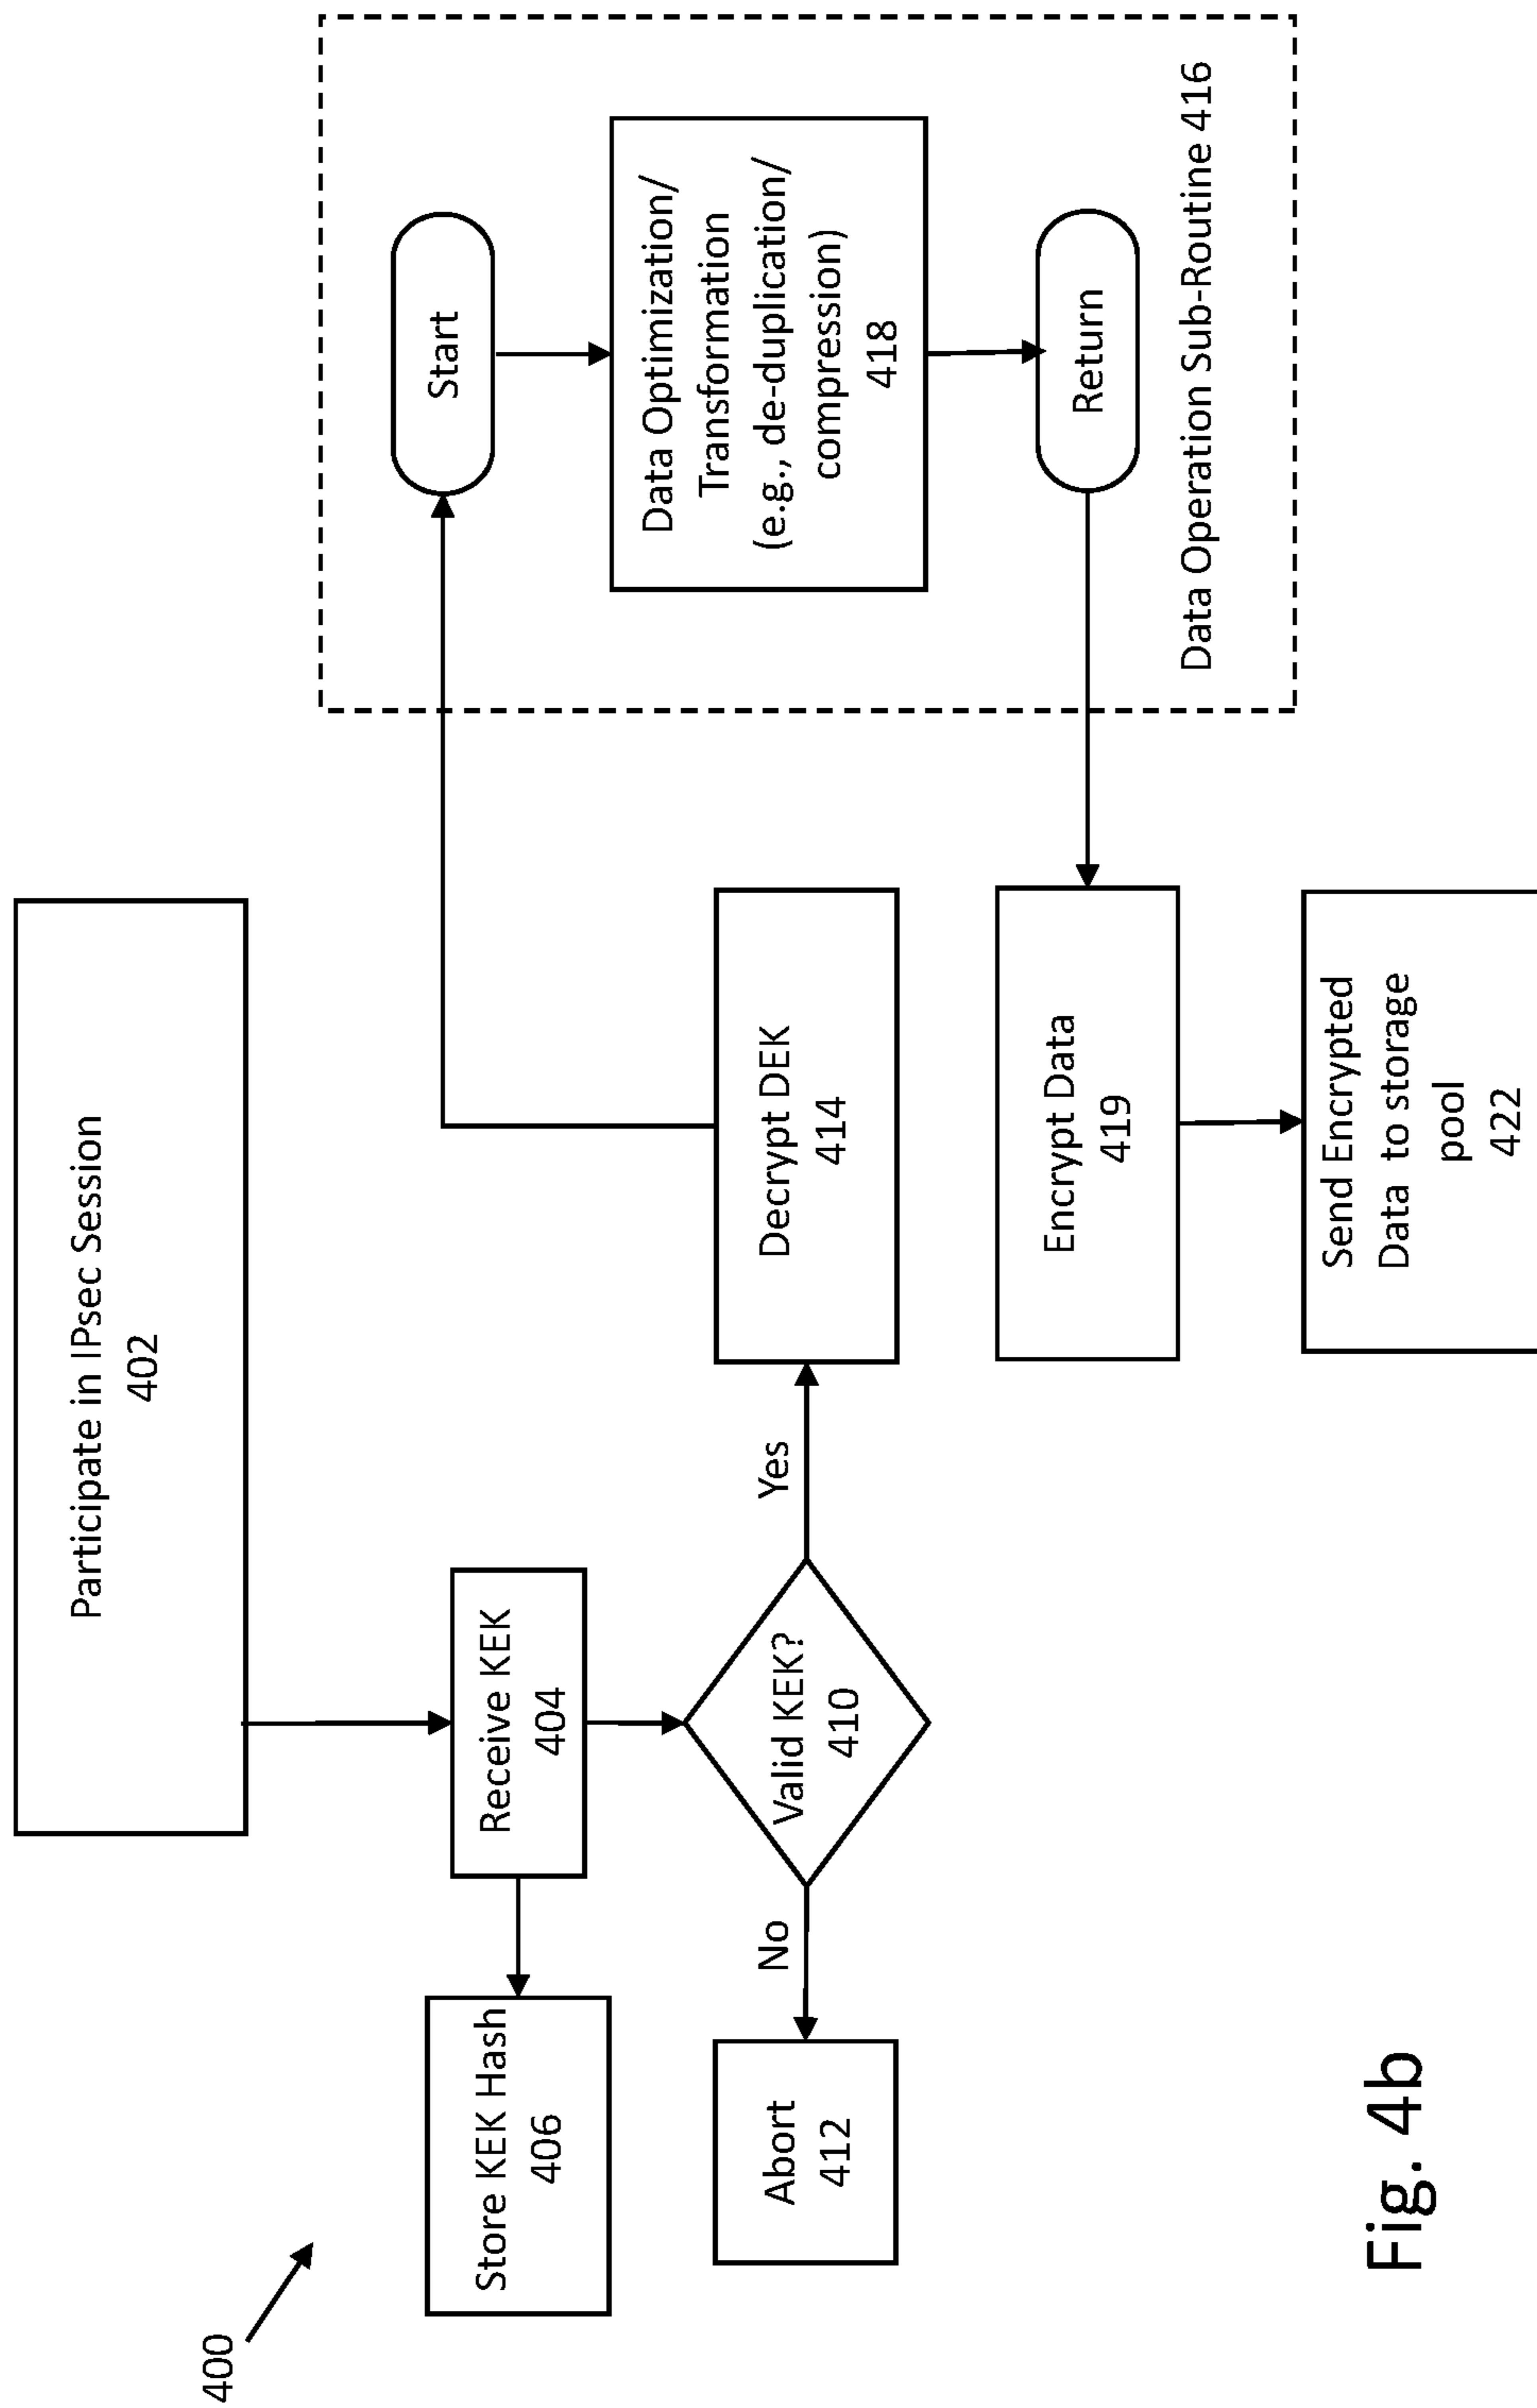 400
Participate in IPsec Session
402
Store KEK Hash
406
Receive KEK
404
Start
Data Optimization/
Transformation
(e.g., de-duplication/
compression)
418
Abort
412
No
Valid KEK?
410
Yes
Decrypt DEK
414
Encrypt Data
419
Return
Send Encrypted
Data to storage
pool
422
Data Operation Sub-Routine 416
Fig. 4b